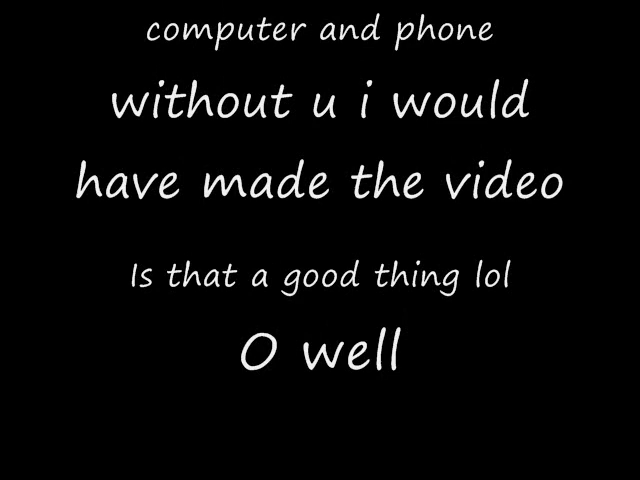 computer and phone
without u i would
have made the video
Is that a good thing lol
O well